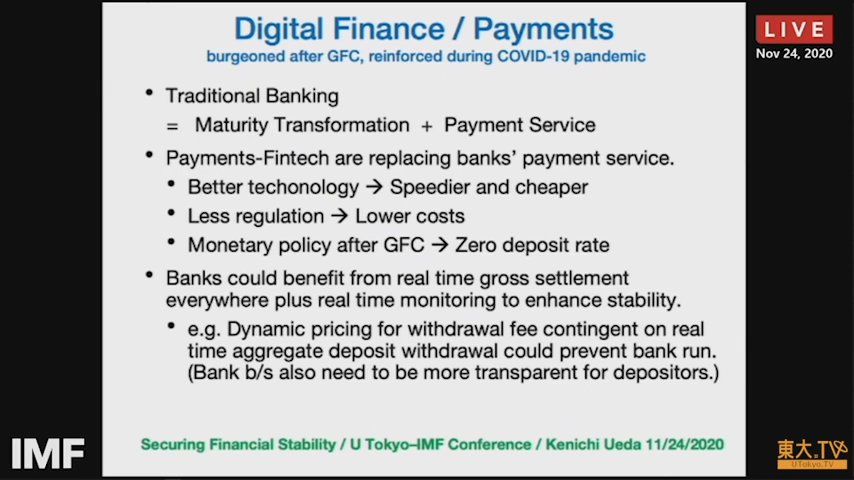 Digital Finance / Payments
burgeoned after GFC, reinforced during COVID-19 pandemic
LIVE
Nov 24, 2020
• Traditional Banking
= Maturity Transformation + Payment Service
• Payments-Fintech are replacing banks' payment service.
• Better techonology → Speedier and cheaper
• Less regulation → Lower costs
• Monetary policy after GFC → Zero deposit rate
• Banks could benefit from real time gross settlement
everywhere plus real time monitoring to enhance stability.
• e.g. Dynamic pricing for withdrawal fee contingent on real
time aggregate deposit withdrawal could prevent bank run.
(Bank b/s also need to be more transparent for depositors.)
Securing Financial Stability / U Tokyo–IMF Conference / Kenichi Ueda 11/24/2020
IMF
東大TV
UTokyo.TV